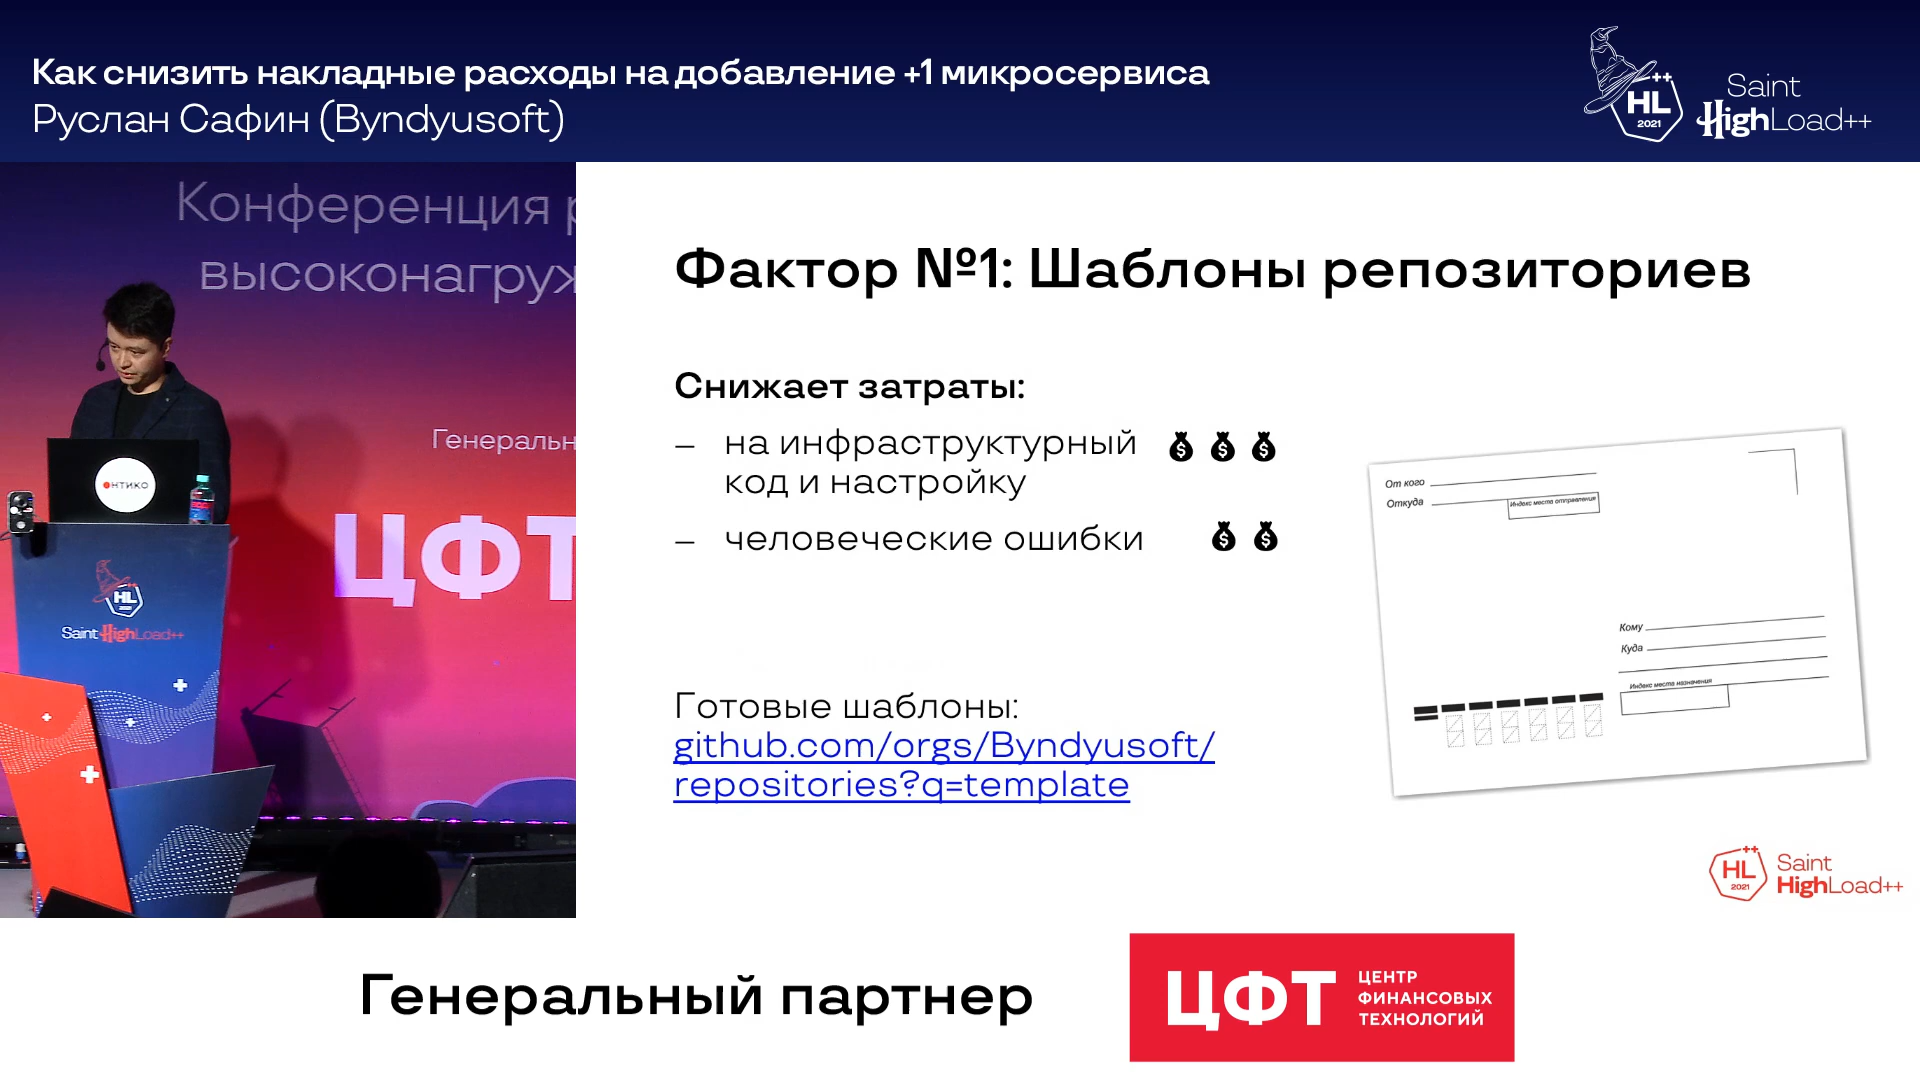 Как снизить накладные расходы на добавление +1 микросервиса
Руслан Сафин (Byndyusoft)
HL
++
2021
Saint
HighLoad++
Конференция
высоконагруж
Генеральн
ОНТИКО
ЦФТ
HL
2021
Saint HighLoad++
Фактор №1: Шаблоны репозиториев
Снижает затраты:
– на инфраструктурный
код и настройку
– человеческие ошибки
Готовые шаблоны:
github.com/orgs/Byndyusoft/
repositories?q=template
От кого
Откуда
Индекс места отправления
Кому
Куда
Индекс места назначения
HL
++
2021
Saint
HighLoad++
Генеральный партнер
ЦФТ
ЦЕНТР
ФИНАНСОВЫХ
ТЕХНОЛОГИЙ